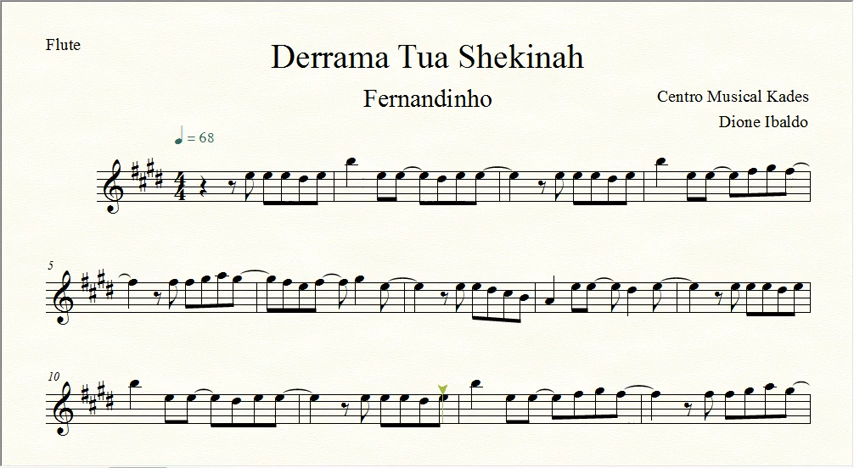 Flute
Derrama Tua Shekinah
Fernandinho
Centro Musical Kades
Dione Ibaldo
= 68
4
4
5
10